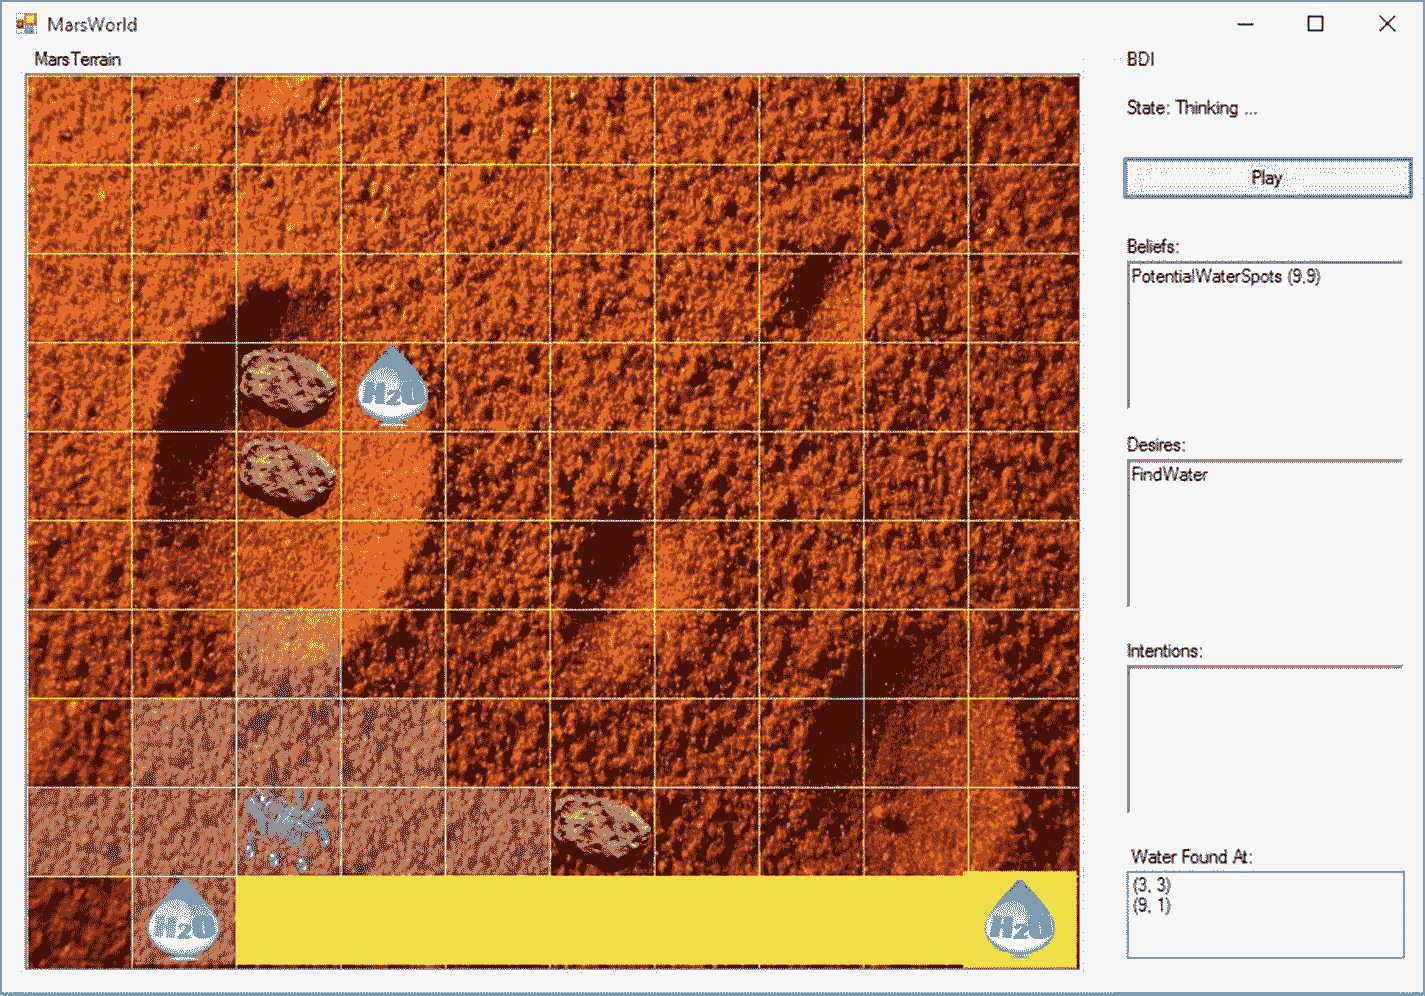 MarsWorld
MarsTerrain
H2O
H2O
H2O
BDI
State: Thinking ...
Play
Beliefs:
PotentialWaterSpots (9,9)
Desires:
FindWater
Intentions:
Water Found At:
(3, 3)
(9, 1)